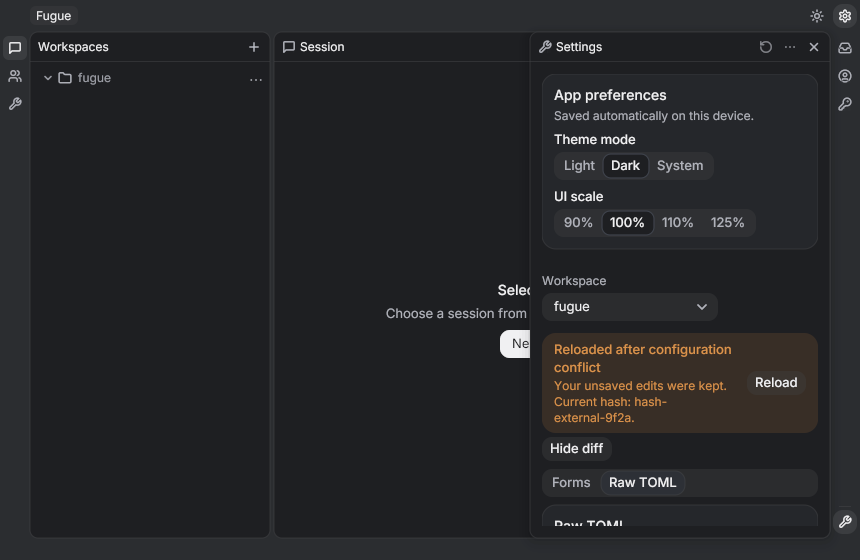 Fugue
Workspaces
fugue
Session
Choose a session from
Settings
App preferences
Saved automatically on this device.
Theme mode
Light Dark System
UI scale
90% 100% 110% 125%
Workspace
fugue
Reloaded after configuration
conflict
Your unsaved edits were kept.
Current hash: hash-
external-9f2a.
Reload
Hide diff
Forms Raw TOML
Raw TOML